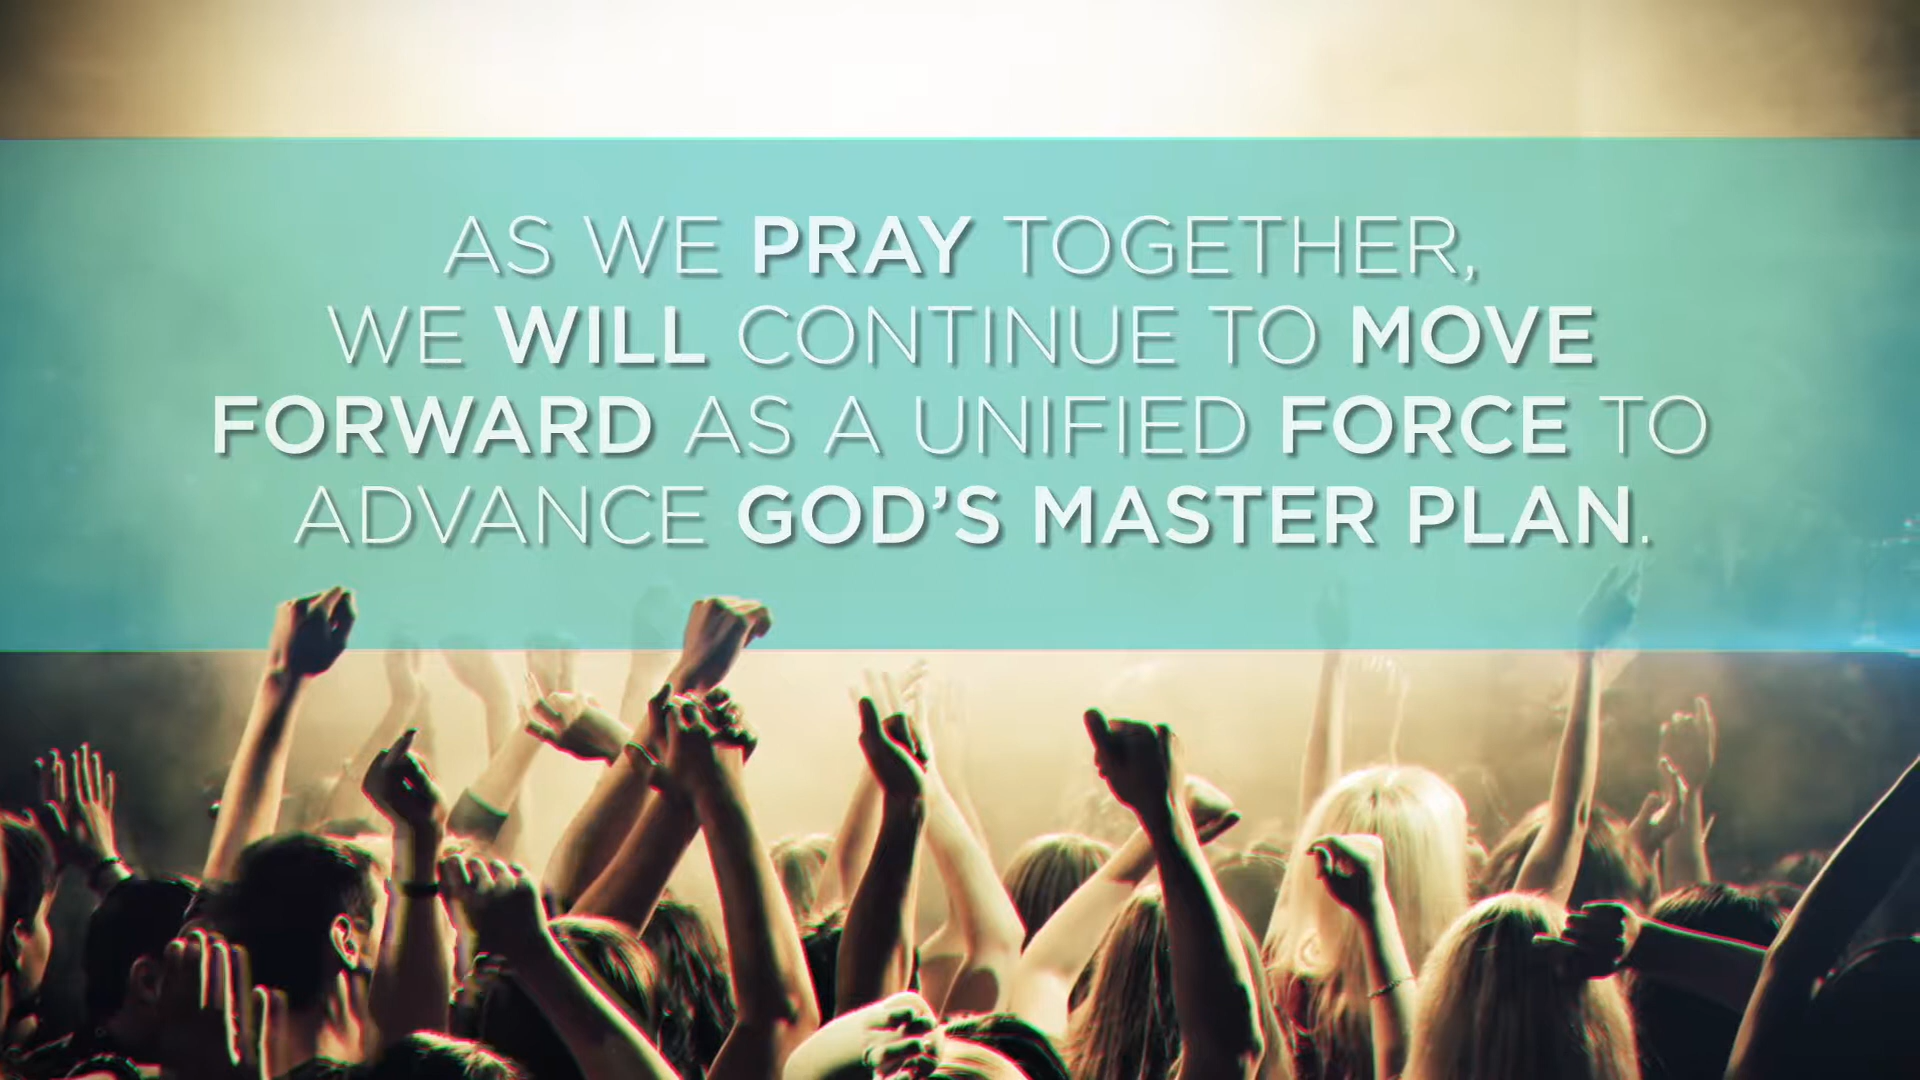 AS WE PRAY TOGETHER,
WE WILL CONTINUE TO MOVE
FORWARD AS A UNIFIED FORCE TO
ADVANCE GOD’S MASTER PLAN.